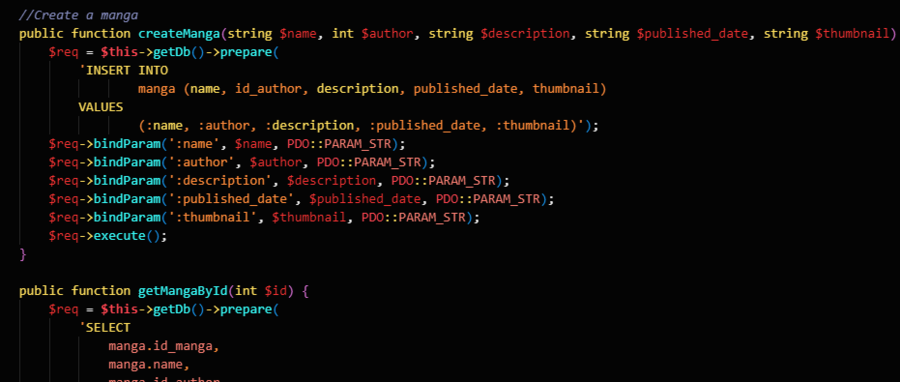 //Create a manga
public function createManga(string $name, int $author, string $description, string $published_date, string $thumbnail)
$req = $this->getDb()->prepare(
'INSERT INTO
manga (name, id_author, description, published_date, thumbnail)
VALUES
(:name, :author, :description, :published_date, :thumbnail)');
$req->bindParam(':name', $name, PDO::PARAM_STR);
$req->bindParam(':author', $author, PDO::PARAM_STR);
$req->bindParam(':description', $description, PDO::PARAM_STR);
$req->bindParam(':published_date', $published_date, PDO::PARAM_STR);
$req->bindParam(':thumbnail', $thumbnail, PDO::PARAM_STR);
$req->execute();
}
public function getMangaById(int $id) {
$req = $this->getDb()->prepare(
'SELECT
manga.id_manga,
manga.name,
manga.id_author